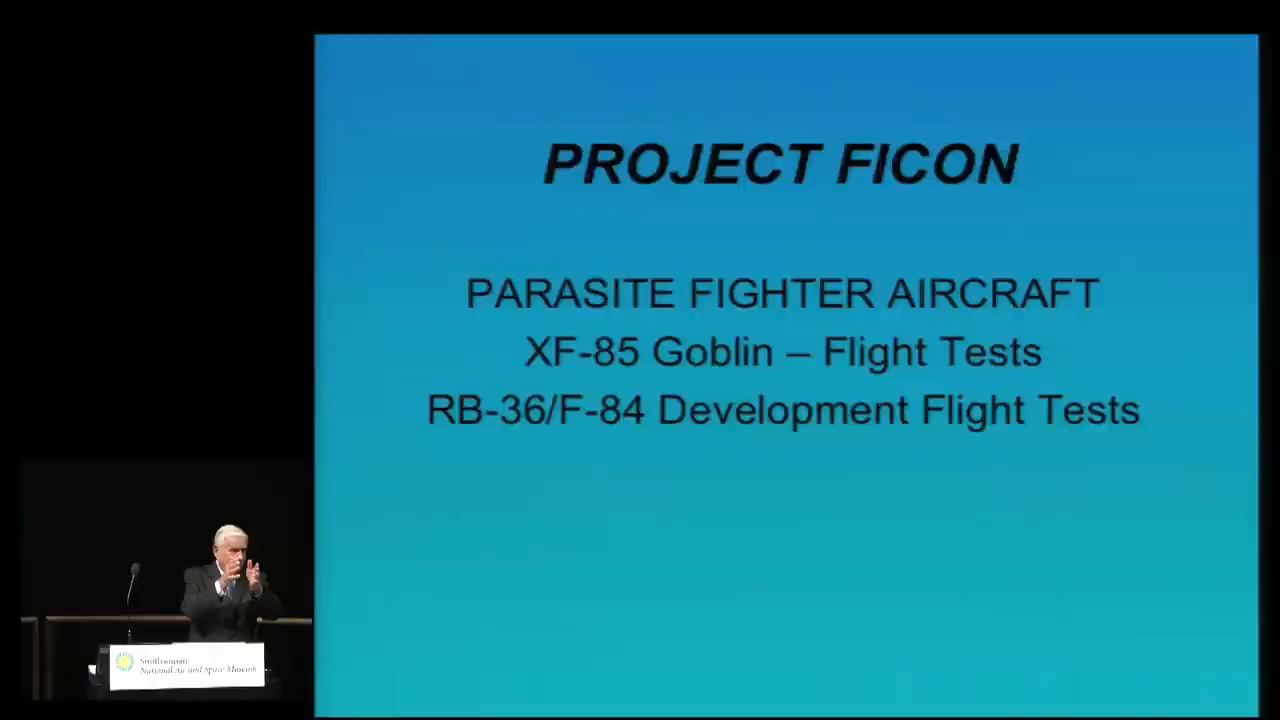 PROJECT FICON
PARASITE FIGHTER AIRCRAFT
XF-85 Goblin – Flight Tests
RB-36/F-84 Development Flight Tests
Smithsonian
National Air and Space Museum